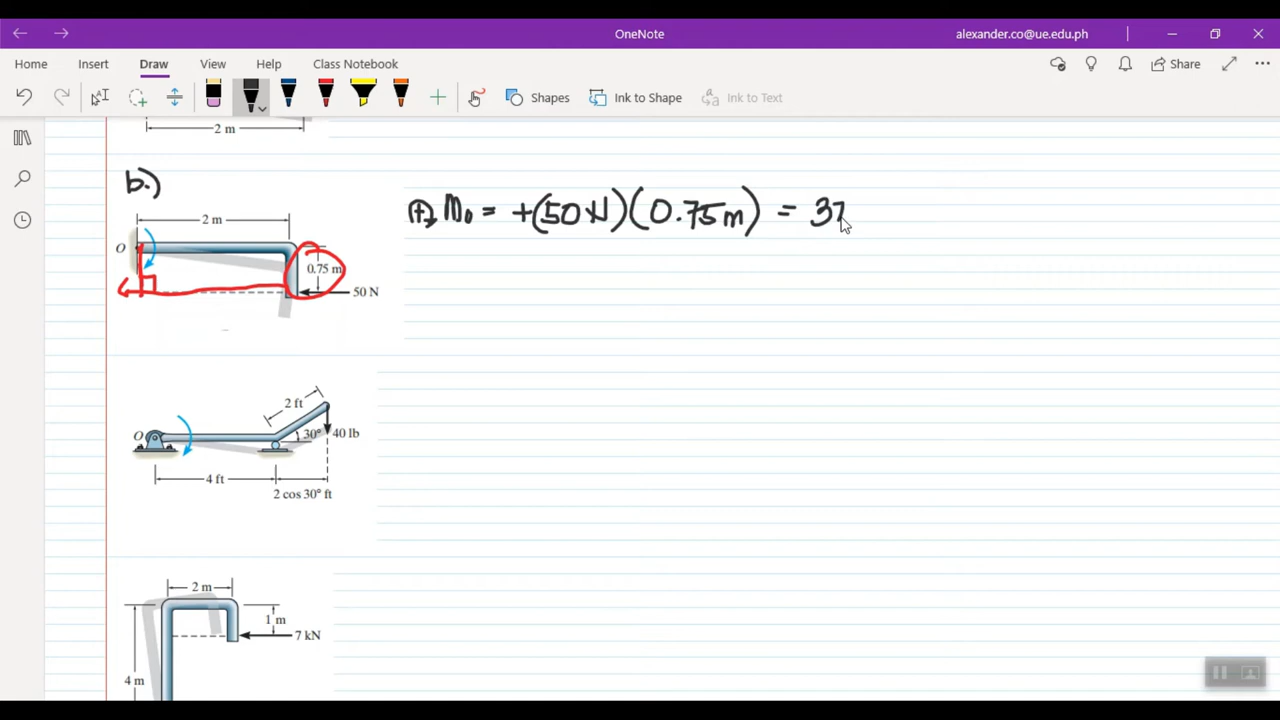 OneNote
alexander.co@ue.edu.ph
Home Insert Draw View Help Class Notebook
Share
Shapes
Ink to Shape
Ink to Text
2 m
b.)
M₀ = +(50 N)(0.75 m) = 37
2 m
O
0.75 m
50 N
2 ft
O
30°
40 lb
4 ft
2 cos 30° ft
2 m
1 m
7 kN
4 m